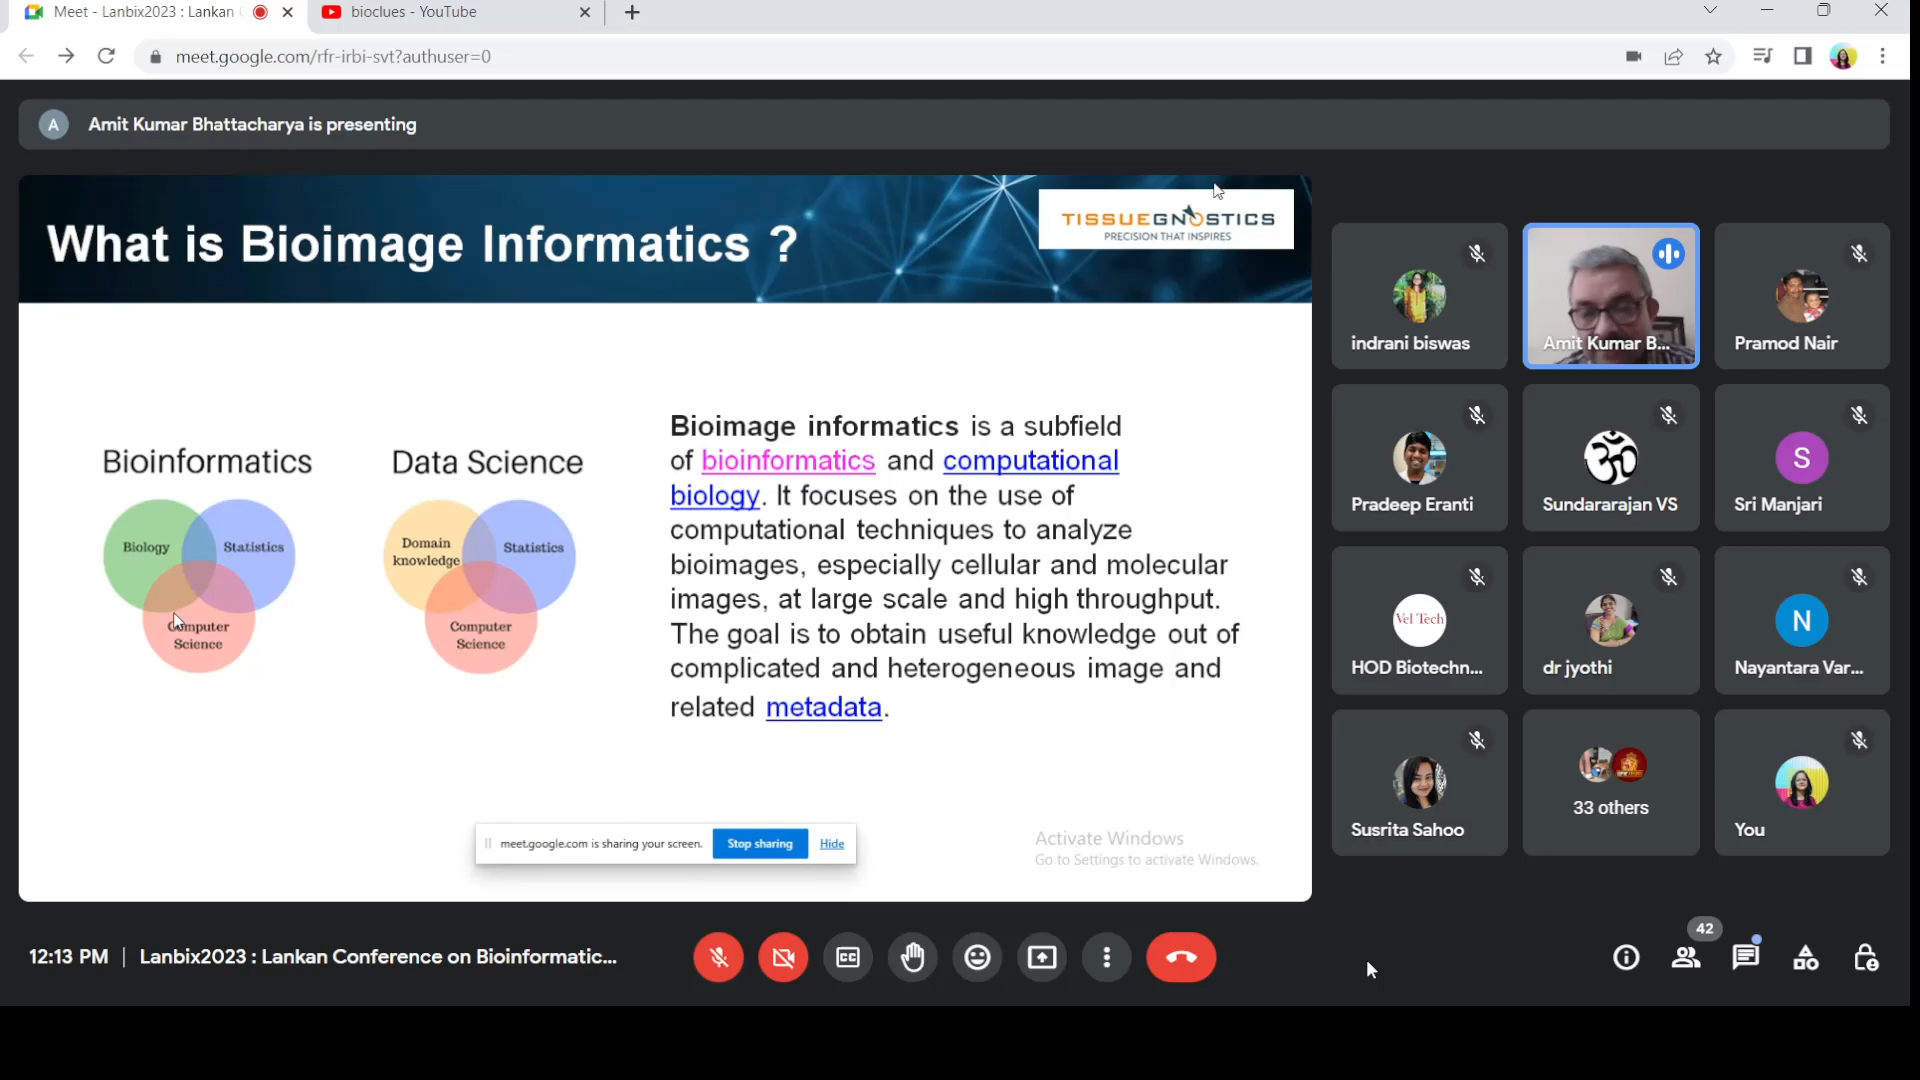 Meet - Lanbix2023 : Lankan
bioclues - YouTube
meet.google.com/rfr-irbi-svt?authuser=0
A
Amit Kumar Bhattacharya is presenting
What is Bioimage Informatics ?
TISSUEGNOSTICS
PRECISION THAT INSPIRES
Bioinformatics
Biology
Statistics
Computer
Science
Data Science
Domain
knowledge
Statistics
Computer
Science
Bioimage informatics is a subfield
of bioinformatics and computational
biology. It focuses on the use of
computational techniques to analyze
bioimages, especially cellular and molecular
images, at large scale and high throughput.
The goal is to obtain useful knowledge out of
complicated and heterogeneous image and
related metadata.
meet.google.com is sharing your screen.
Stop sharing
Hide
Activate Windows
Go to Settings to activate Windows.
indrani biswas
Amit Kumar B...
Pramod Nair
Pradeep Eranti
Sundararajan VS
S
Sri Manjari
Vel Tech
HOD Biotechn...
dr jyothi
N
Nayantara Var...
Susrita Sahoo
33 others
You
12:13 PM
Lanbix2023 : Lankan Conference on Bioinformatic...
CC
42